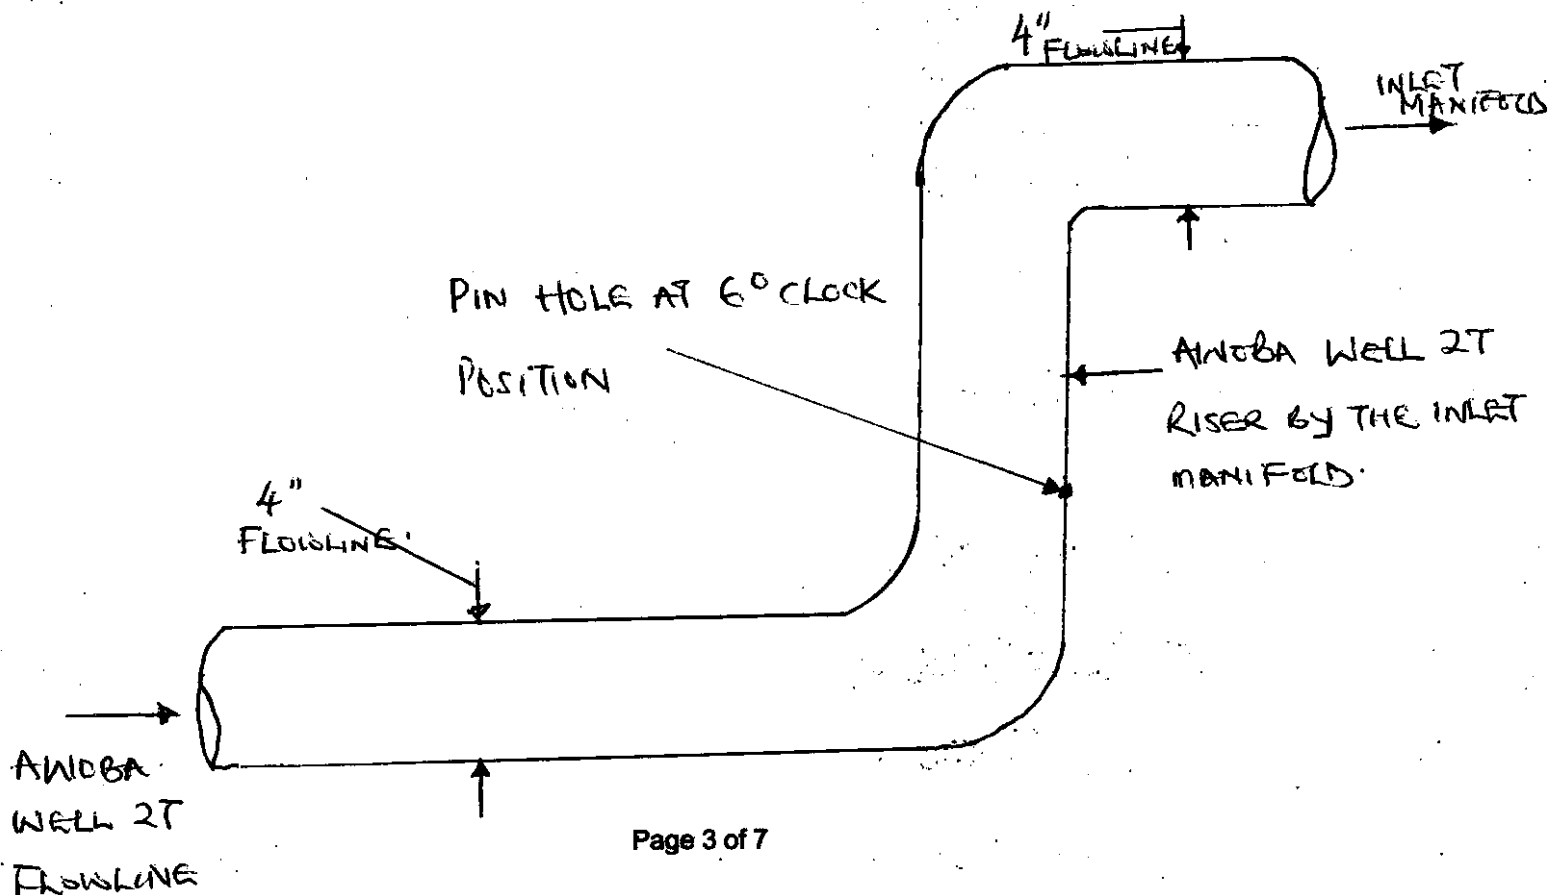 4"
FLOWLINE
INLET
MANIFOLD
PIN HOLE AT 6 O CLOCK
POSITION
AWOBA WELL 2T
RISER BY THE INLET
MANIFOLD.
4"
FLOWLINE.
AWOBA
WELL 2T
FLOWLINE
Page 3 of 7